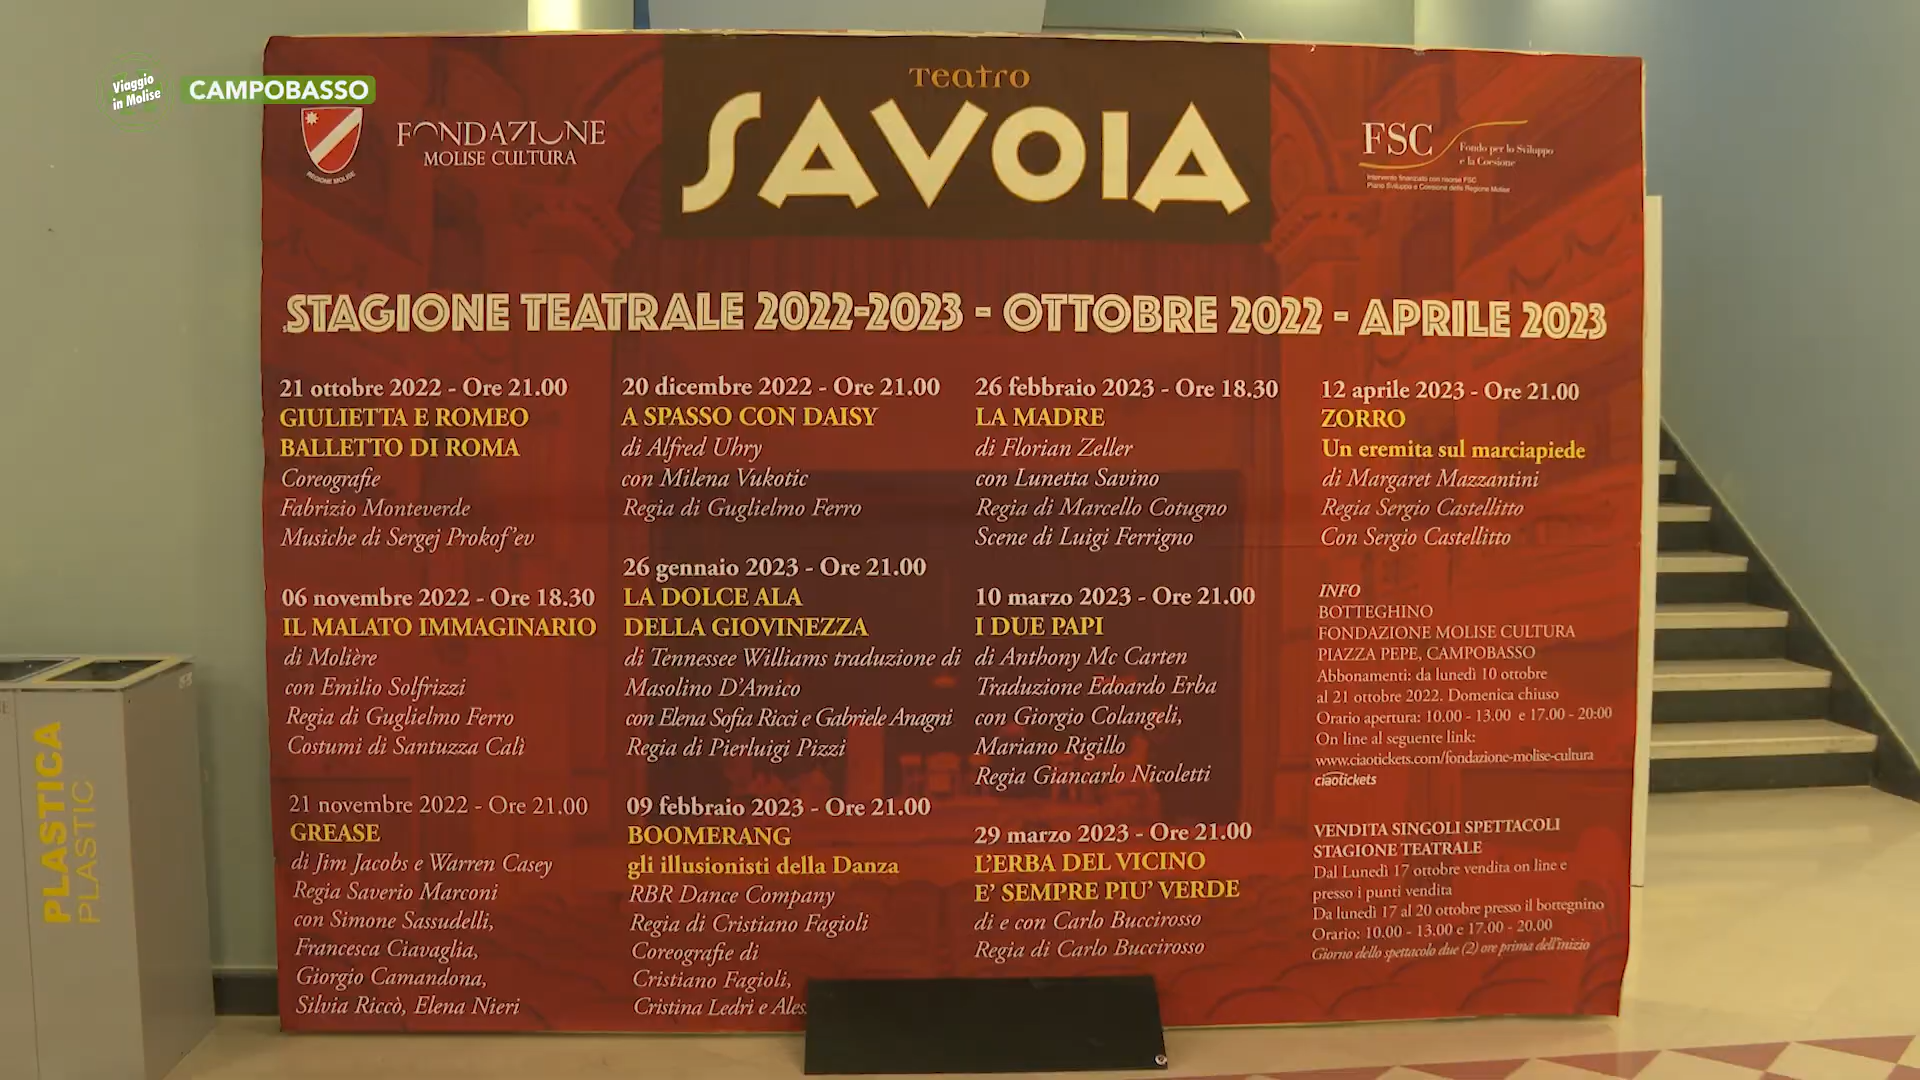 Viaggio
in Molise
CAMPOBASSO
REGIONE MOLISE
FONDAZIONE
MOLISE CULTURA
Teatro
SAVOIA
FSC
Fondo per lo Sviluppo
e la Coesione
Intervento finanziato con risorse FSC
Piano Sviluppo e Coesione della Regione Molise
STAGIONE TEATRALE 2022-2023 - OTTOBRE 2022 - APRILE 2023
21 ottobre 2022 - Ore 21.00
GIULIETTA E ROMEO
BALLETTO DI ROMA
Coreografie
Fabrizio Monteverde
Musiche di Sergej Prokof'ev
06 novembre 2022 - Ore 18.30
IL MALATO IMMAGINARIO
di Molière
con Emilio Solfrizzi
Regia di Guglielmo Ferro
Costumi di Santuzza Calì
21 novembre 2022 - Ore 21.00
GREASE
di Jim Jacobs e Warren Casey
Regia Saverio Marconi
con Simone Sassudelli,
Francesca Ciavaglia,
Giorgio Camandona,
Silvia Riccò, Elena Nieri
20 dicembre 2022 - Ore 21.00
A SPASSO CON DAISY
di Alfred Uhry
con Milena Vukotic
Regia di Guglielmo Ferro
26 gennaio 2023 - Ore 21.00
LA DOLCE ALA
DELLA GIOVINEZZA
di Tennessee Williams traduzione di
Masolino D'Amico
con Elena Sofia Ricci e Gabriele Anagni
Regia di Pierluigi Pizzi
09 febbraio 2023 - Ore 21.00
BOOMERANG
gli illusionisti della Danza
RBR Dance Company
Regia di Cristiano Fagioli
Coreografie di
Cristiano Fagioli,
Cristina Ledri e Ales
26 febbraio 2023 - Ore 18.30
LA MADRE
di Florian Zeller
con Lunetta Savino
Regia di Marcello Cotugno
Scene di Luigi Ferrigno
10 marzo 2023 - Ore 21.00
I DUE PAPI
di Anthony Mc Carten
Traduzione Edoardo Erba
con Giorgio Colangeli,
Mariano Rigillo
Regia Giancarlo Nicoletti
29 marzo 2023 - Ore 21.00
L'ERBA DEL VICINO
E' SEMPRE PIU' VERDE
di e con Carlo Buccirosso
Regia di Carlo Buccirosso
12 aprile 2023 - Ore 21.00
ZORRO
Un eremita sul marciapiede
di Margaret Mazzantini
Regia Sergio Castellitto
Con Sergio Castellitto
INFO
BOTTEGHINO
FONDAZIONE MOLISE CULTURA
PIAZZA PEPE, CAMPOBASSO
Abbonamenti: da lunedì 10 ottobre
al 21 ottobre 2022. Domenica chiuso
Orario apertura: 10.00 - 13.00 e 17.00 - 20:00
On line al seguente link:
www.ciaotickets.com/fondazione-molise-cultura
ciaotickets
VENDITA SINGOLI SPETTACOLI
STAGIONE TEATRALE
Dal Lunedì 17 ottobre vendita on line e
presso i punti vendita
Da lunedì 17 al 20 ottobre presso il bottegnino
Orario: 10.00 - 13.00 e 17.00 - 20.00
Giorno dello spettacolo due (2) ore prima dell'inizio
PLASTICA
PLASTIC